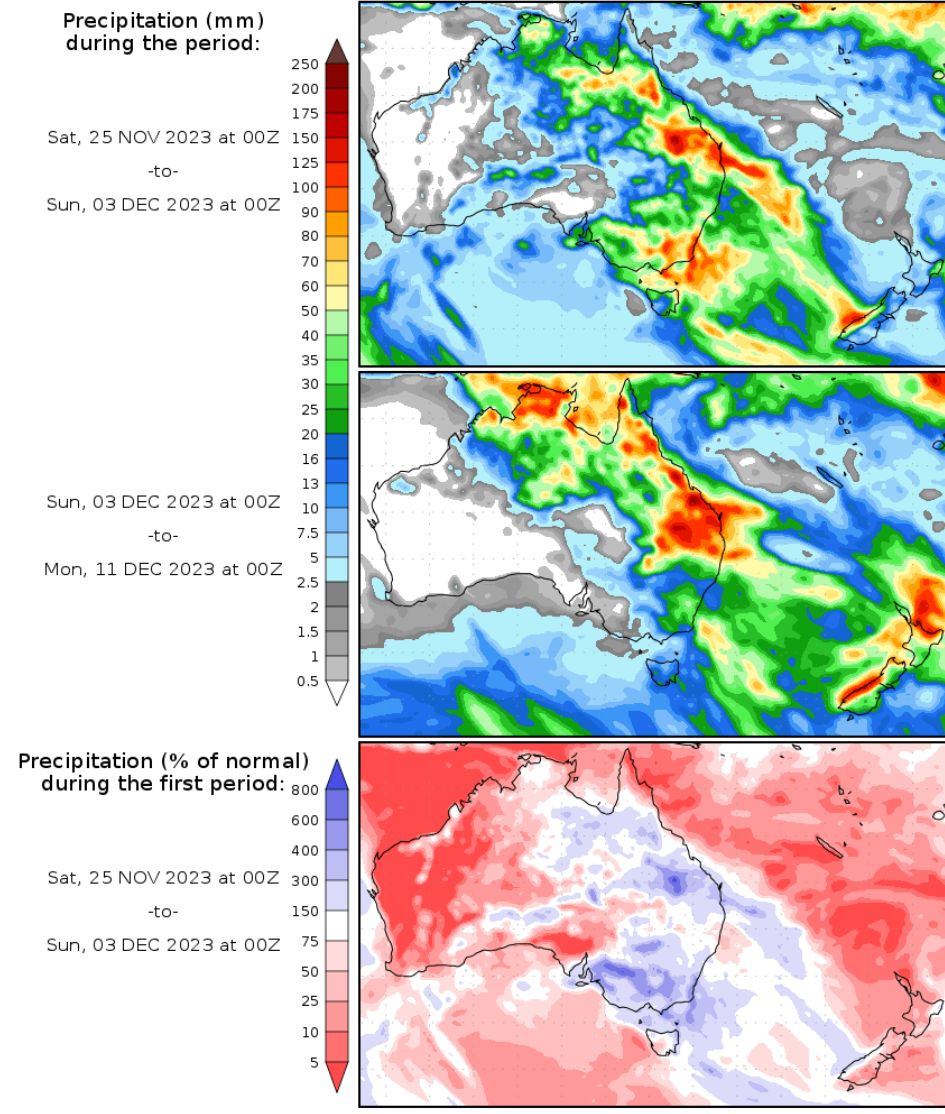 Precipitation (mm)
during the period:
250
200
175
150
125
100
90
80
70
60
50
40
35
30
25
20
16
13
10
7.5
5
2.5
2
1.5
1
0.5
Sat, 25 NOV 2023 at 00Z
-to-
Sun, 03 DEC 2023 at 00Z
Sun, 03 DEC 2023 at 00Z
-to-
Mon, 11 DEC 2023 at 00Z
Precipitation (% of normal)
during the first period:
800
600
400
300
150
75
50
25
10
5
Sat, 25 NOV 2023 at 00Z
-to-
Sun, 03 DEC 2023 at 00Z